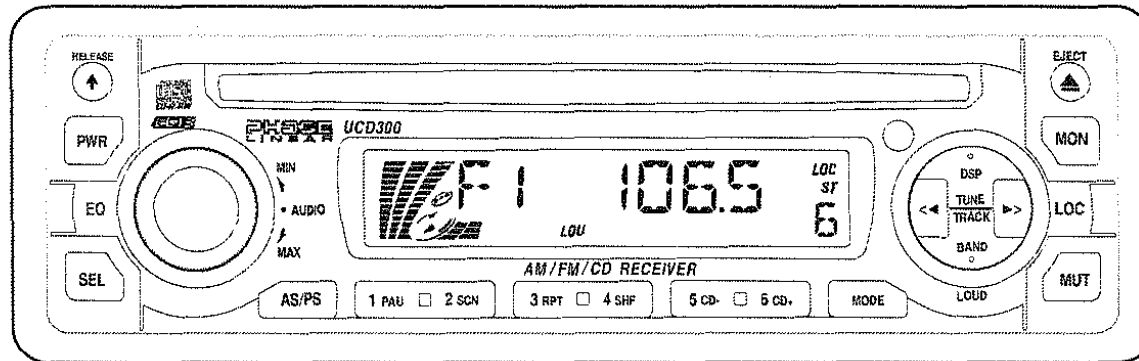 RELEASE
PWR
EQ
SEL
PHASE LINEAR UCD300
MIN
AUDIO
MAX
F1 106.5
LOC
ST
6
LOU
AM/FM/CD RECEIVER
AS/PS
1 PAU 2 SCN
3 RPT 4 SHF
5 CD- 6 CD+
MODE
DSP
TUNE
TRACK
BAND
LOUD
EJECT
MON
LOC
MUT